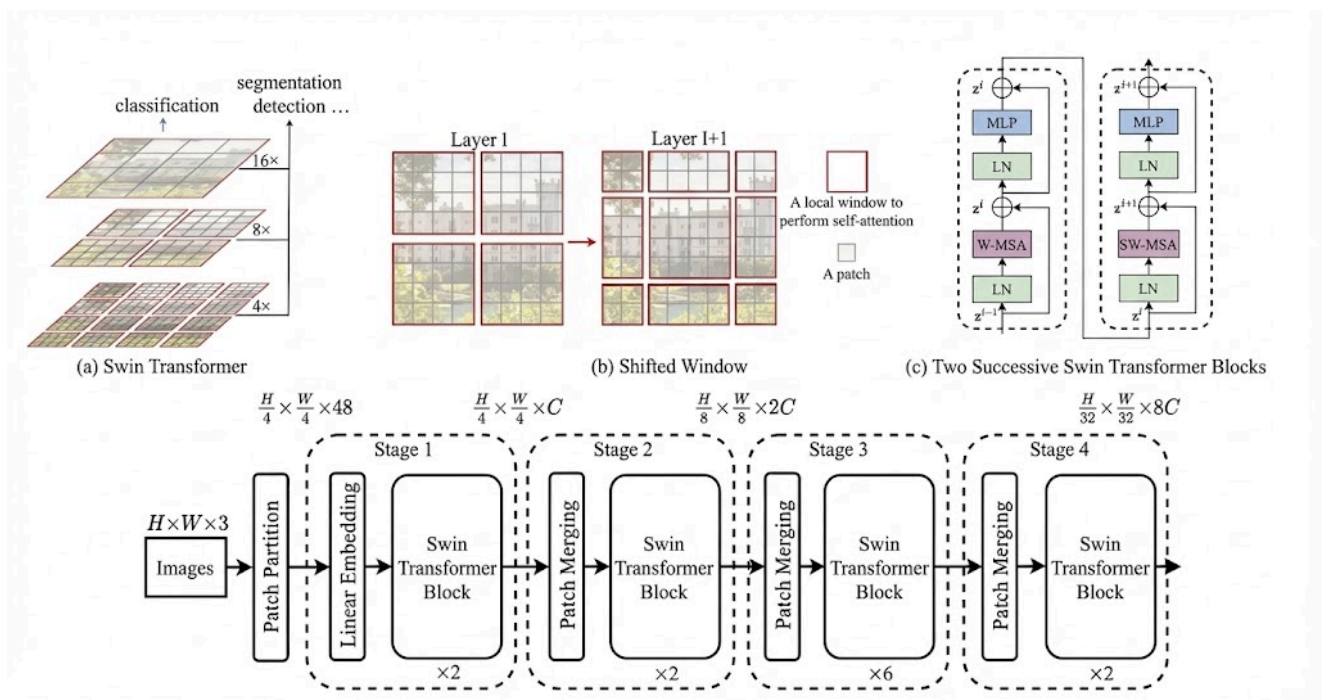 segmentation
classification
detection ...
16×
8×
4×
(a) Swin Transformer
Layer l
Layer l+1
A local window to
perform self-attention
A patch
(b) Shifted Window
z^i
MLP
LN
z^i
W-MSA
LN
z^{i-1}
z^{i+1}
MLP
LN
z^{i+1}
SW-MSA
LN
z^i
(c) Two Successive Swin Transformer Blocks
H/4 × W/4 × 48
H/4 × W/4 × C
H/8 × W/8 × 2C
H/32 × W/32 × 8C
H×W×3
Images
Patch Partition
Stage 1
Linear Embedding
Swin
Transformer
Block
×2
Stage 2
Patch Merging
Swin
Transformer
Block
×2
Stage 3
Patch Merging
Swin
Transformer
Block
×6
Stage 4
Patch Merging
Swin
Transformer
Block
×2